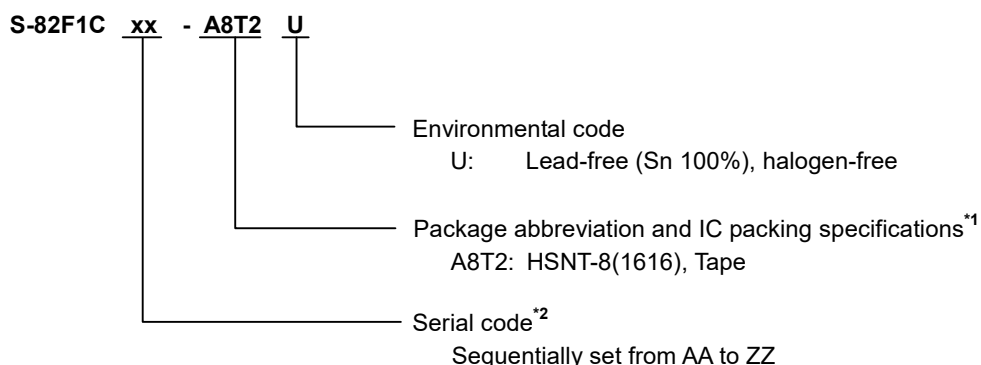 S-82F1C xx - A8T2 U
Environmental code
U: Lead-free (Sn 100%), halogen-free
Package abbreviation and IC packing specifications*1
A8T2: HSNT-8(1616), Tape
Serial code*2
Sequentially set from AA to ZZ